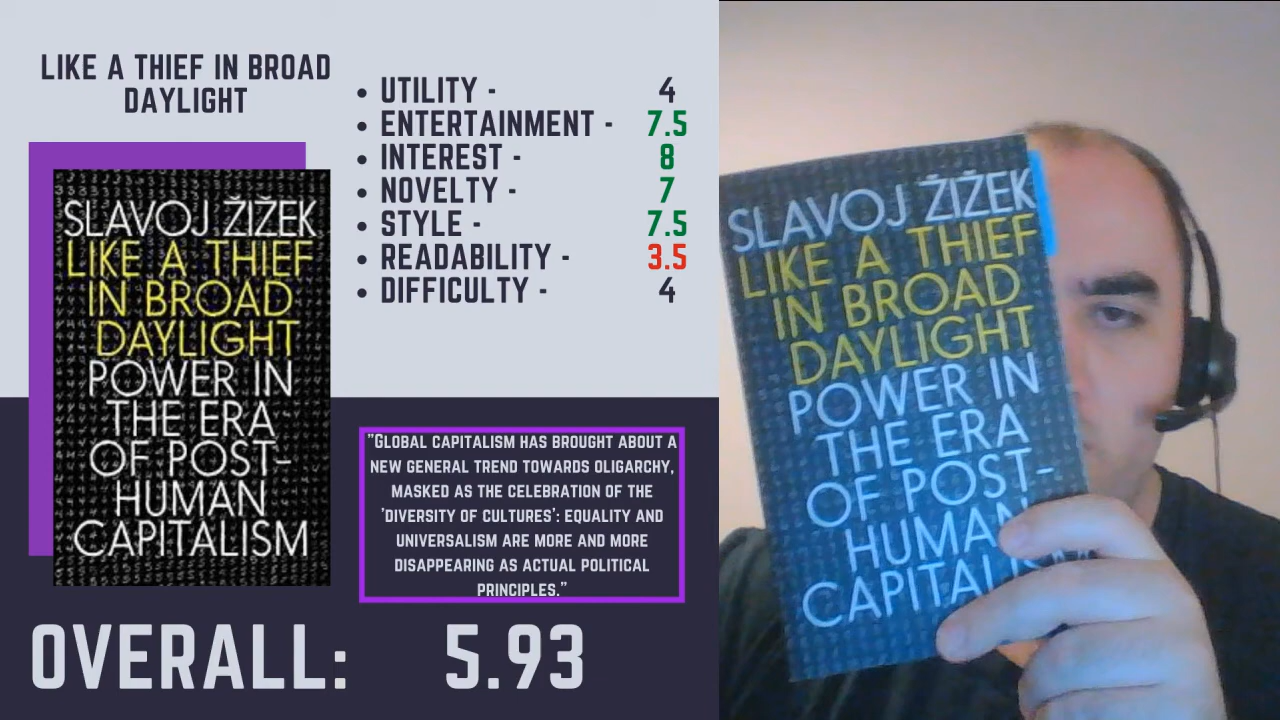 LIKE A THIEF IN BROAD
DAYLIGHT
• UTILITY - 4
• ENTERTAINMENT - 7.5
• INTEREST - 8
• NOVELTY - 7
• STYLE - 7.5
• READABILITY - 3.5
• DIFFICULTY - 4
SLAVOJ ŽIŽEK
LIKE A THIEF
IN BROAD
DAYLIGHT
POWER IN
THE ERA
OF POST-
HUMAN
CAPITALISM
"GLOBAL CAPITALISM HAS BROUGHT ABOUT A
NEW GENERAL TREND TOWARDS OLIGARCHY,
MASKED AS THE CELEBRATION OF THE
'DIVERSITY OF CULTURES': EQUALITY AND
UNIVERSALISM ARE MORE AND MORE
DISAPPEARING AS ACTUAL POLITICAL
PRINCIPLES."
OVERALL: 5.93
SLAVOJ ŽIŽEK
LIKE A THIEF
IN BROAD
DAYLIGHT
POWER IN
THE ERA
OF POST-
HUMAN
CAPITALISM